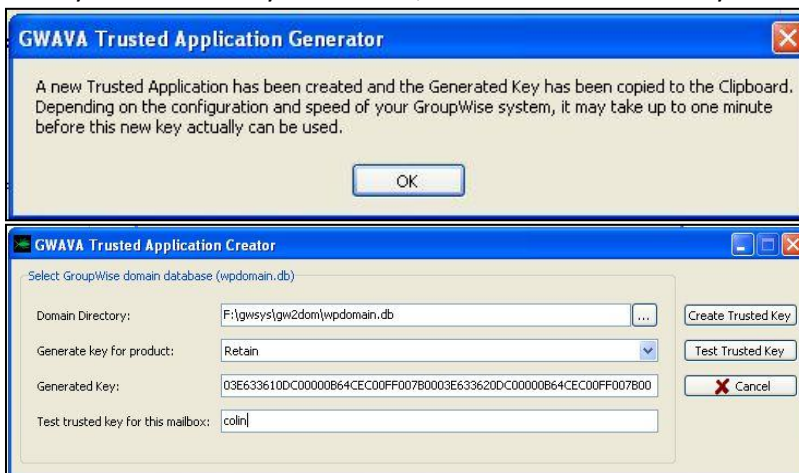 GWAVA Trusted Application Generator
A new Trusted Application has been created and the Generated Key has been copied to the Clipboard.
Depending on the configuration and speed of your GroupWise system, it may take up to one minute
before this new key actually can be used.
OK
GWAVA Trusted Application Creator
Select GroupWise domain database (wpdomain.db)
Domain Directory: F:\gwsys\gw2dom\wpdomain.db ... Create Trusted Key
Generate key for product: Retain Test Trusted Key
Generated Key: 03E633610DC00000B64CEC00FF007B0003E633620DC00000B64CEC00FF007B00 Cancel
Test trusted key for this mailbox: colin